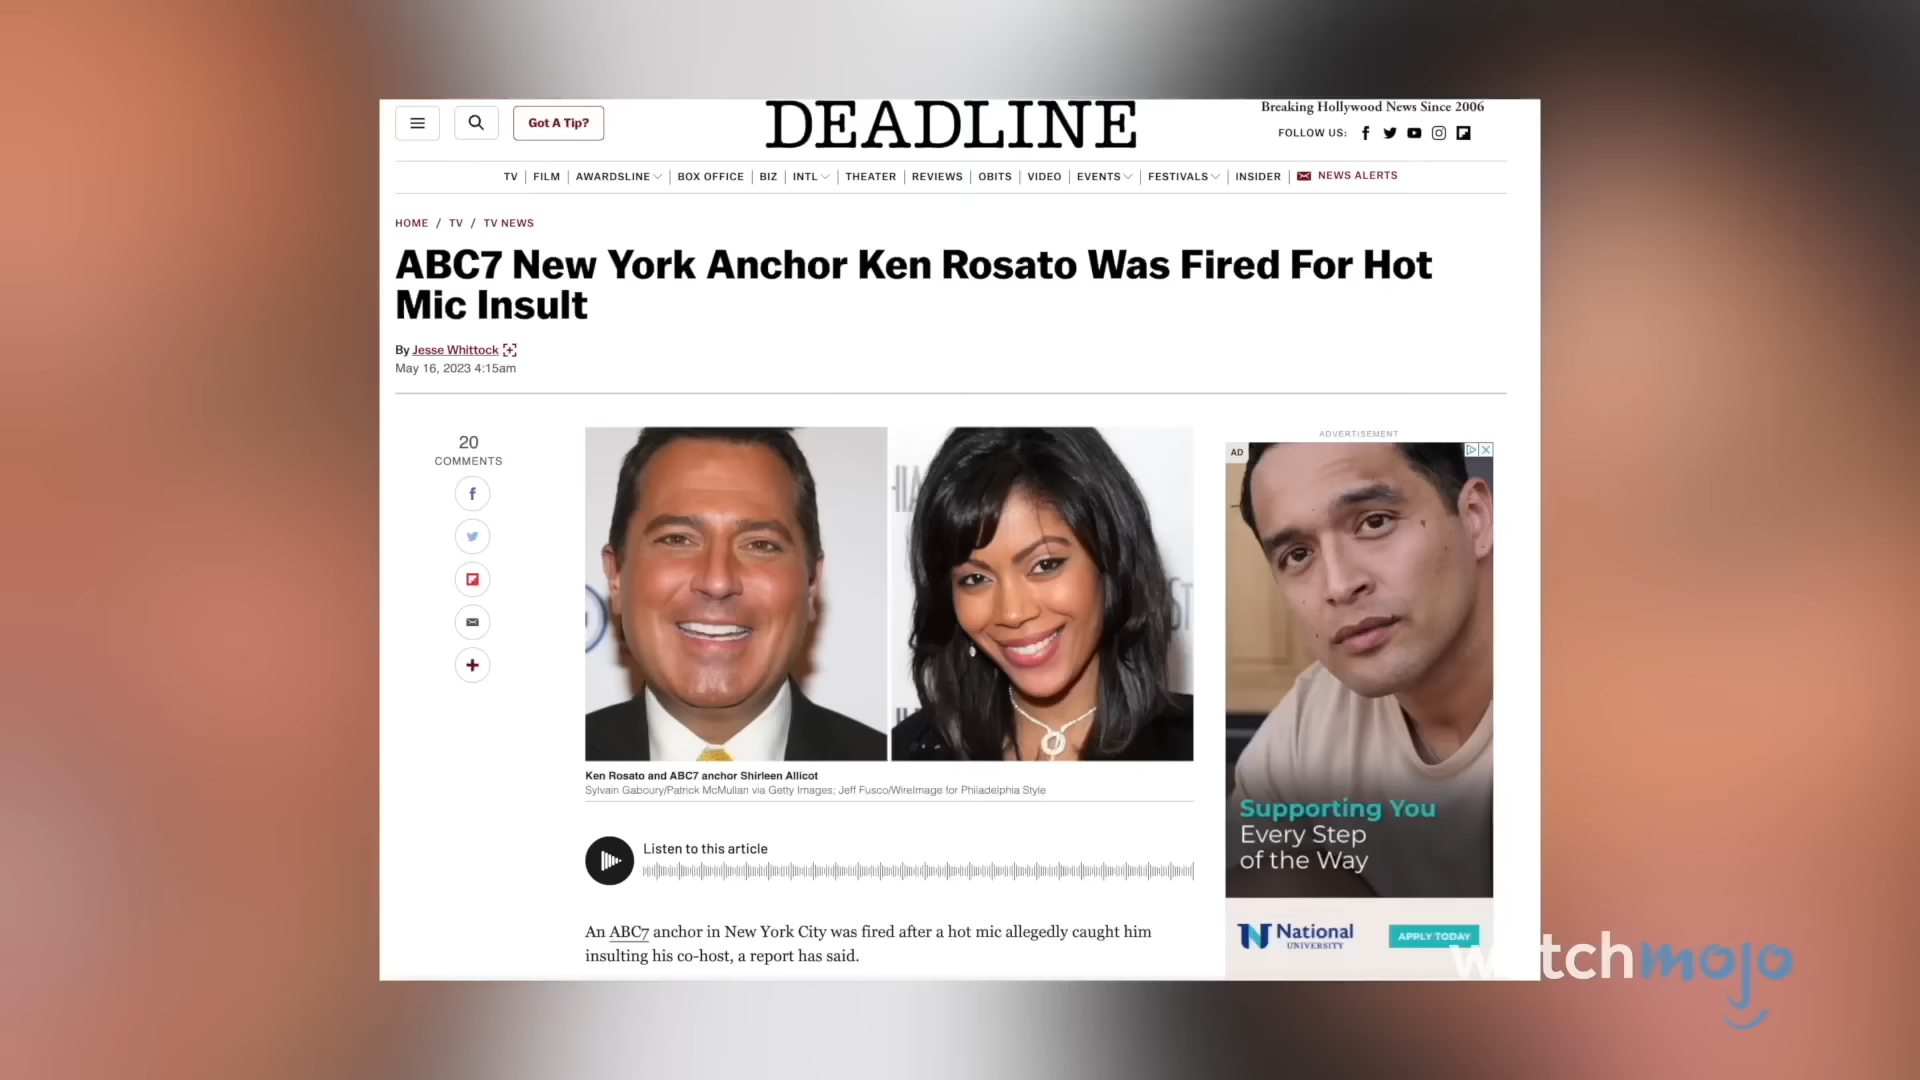 Got A Tip?
DEADLINE
Breaking Hollywood News Since 2006
FOLLOW US:
TV FILM AWARDSLINE BOX OFFICE BIZ INTL THEATER REVIEWS OBITS VIDEO EVENTS FESTIVALS INSIDER NEWS ALERTS
HOME / TV / TV NEWS
ABC7 New York Anchor Ken Rosato Was Fired For Hot
Mic Insult
By Jesse Whittock
May 16, 2023 4:15am
20
COMMENTS
Ken Rosato and ABC7 anchor Shirleen Allicot
Sylvain Gaboury/Patrick McMullan via Getty Images; Jeff Fusco/WireImage for Philadelphia Style
Listen to this article
An ABC7 anchor in New York City was fired after a hot mic allegedly caught him
insulting his co-host, a report has said.
ADVERTISEMENT
AD
Supporting You
Every Step
of the Way
National
UNIVERSITY
APPLY TODAY
watchmojo